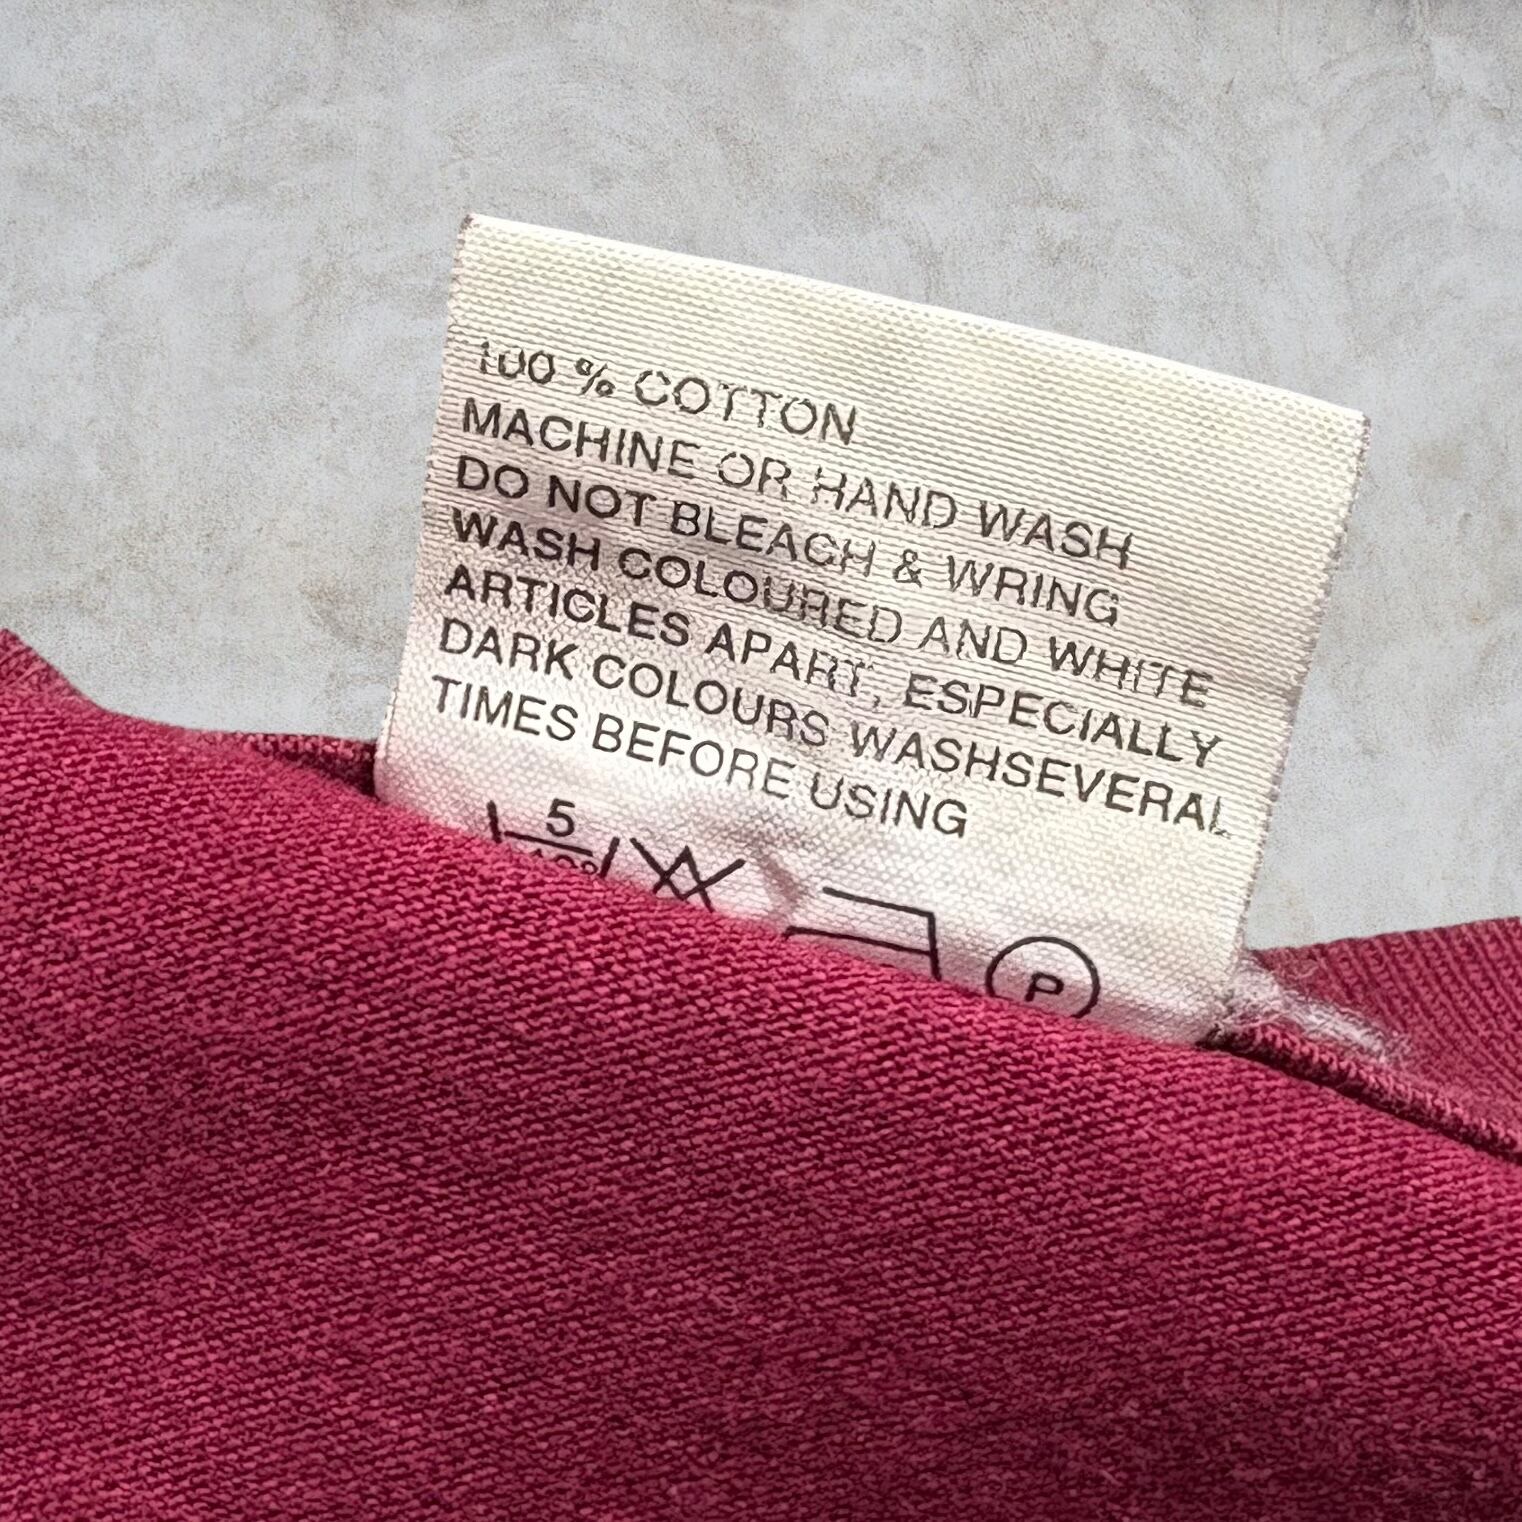 100 % COTTON
MACHINE OR HAND WASH
DO NOT BLEACH & WRING
WASH COLOURED AND WHITE
ARTICLES APART, ESPECIALLY
DARK COLOURS WASHSEVERAL
TIMES BEFORE USING
5
P